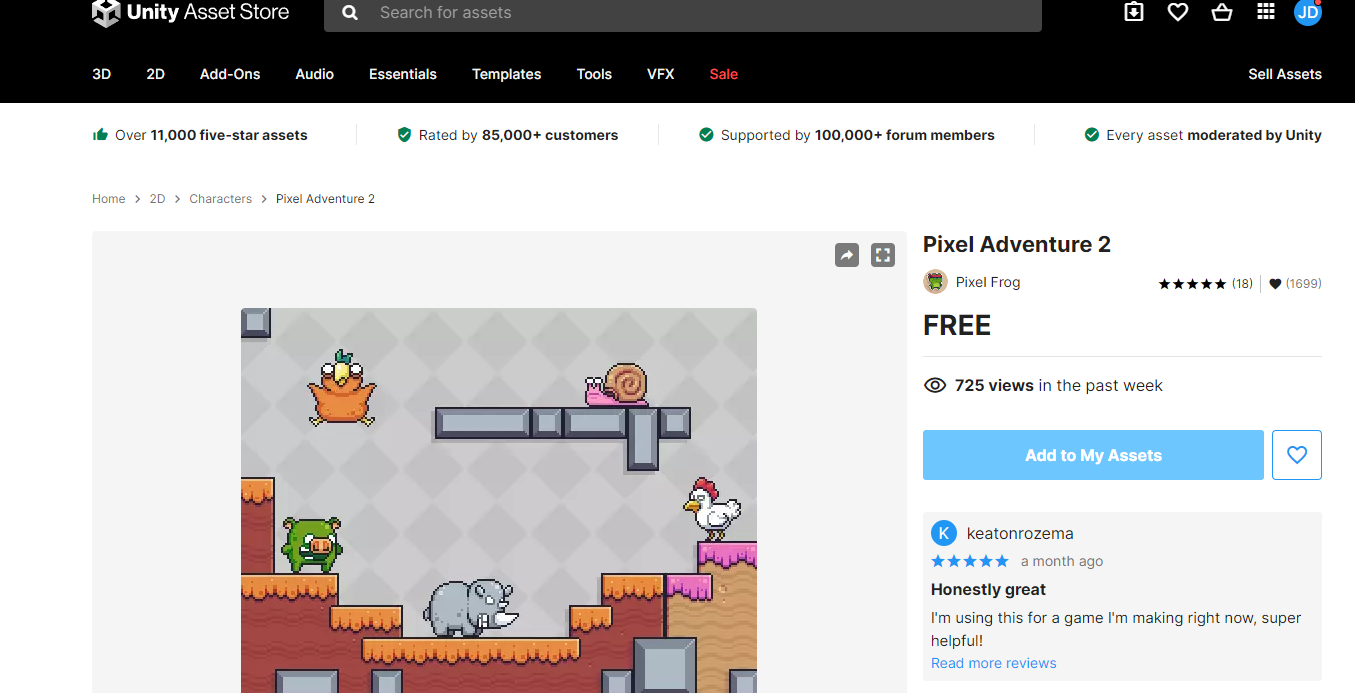 Unity Asset Store
Search for assets
JD
3D 2D Add-Ons Audio Essentials Templates Tools VFX Sale Sell Assets
Over 11,000 five-star assets Rated by 85,000+ customers Supported by 100,000+ forum members Every asset moderated by Unity
Home > 2D > Characters > Pixel Adventure 2
Pixel Adventure 2
Pixel Frog (18) (1699)
FREE
725 views in the past week
Add to My Assets
K keatonrozema
a month ago
Honestly great
I'm using this for a game I'm making right now, super
helpful!
Read more reviews